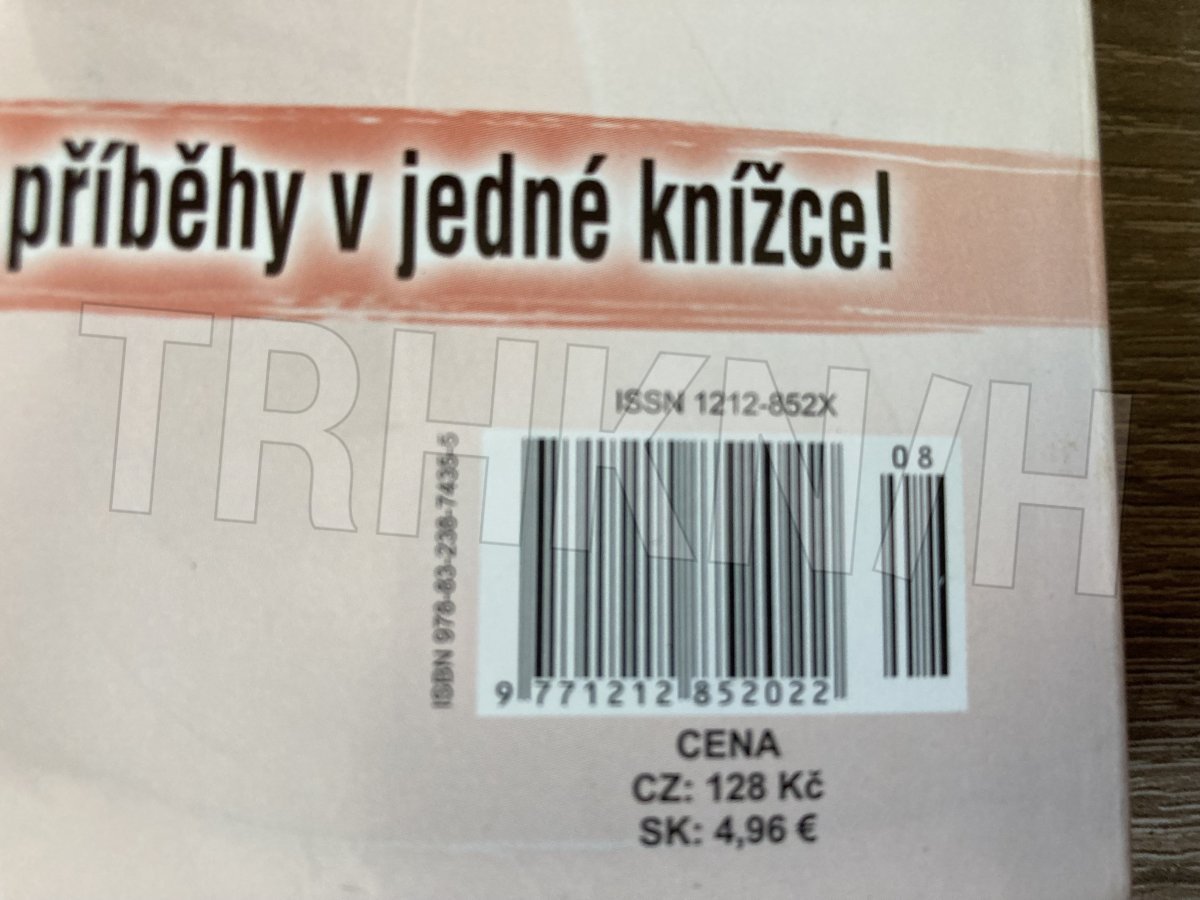 příběhy v jedné knížce!
TRHKN/H
ISSN 1212-852X
ISBN 978-83-238-7435-5
08
9 771212 852022
CENA
CZ: 128 Kč
SK: 4,96 €